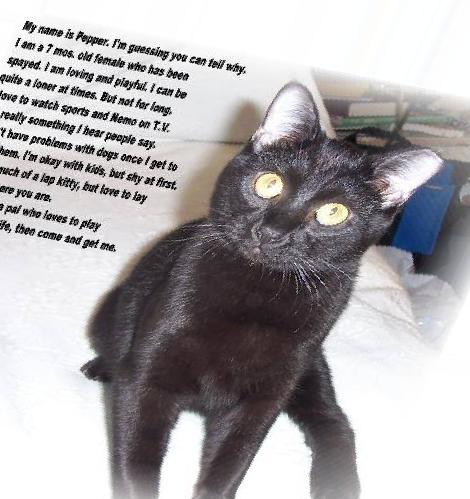 My name is Pepper. I'm guessing you can tell why.
I am a 7 mos. old female who has been
spayed. I am loving and playful. I can be
quite a loner at times. But not for long.
love to watch sports and Nemo on T.V.
really something I hear people say.
't have problems with dogs once I get to
hem. I'm okay with kids, but shy at first.
much of a lap kitty, but love to lay
ere you are.
a pal who loves to play
ife, then come and get me.